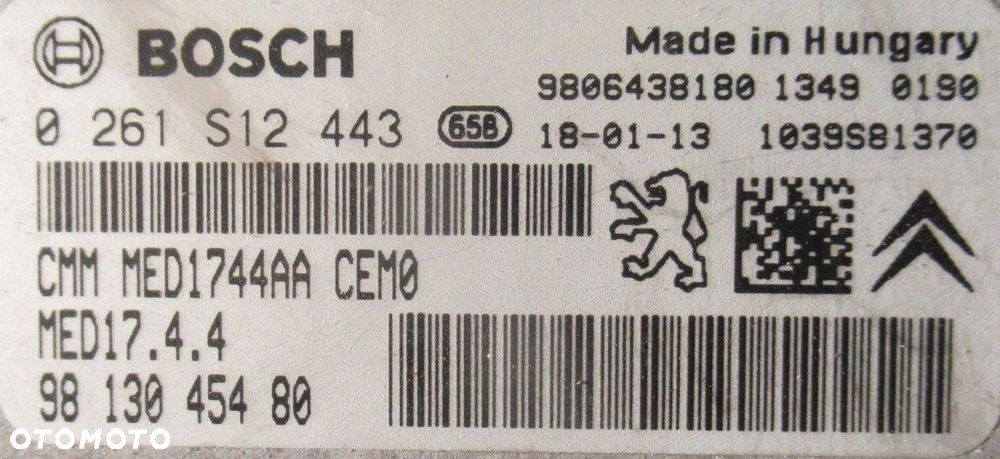 BOSCH
Made in Hungary
9806438180 1349 0190
0 261 S12 443 658 18-01-13 1039S81370
CMM MED1744AA CEM0
MED17.4.4
98 130 454 80
OTOMOTO